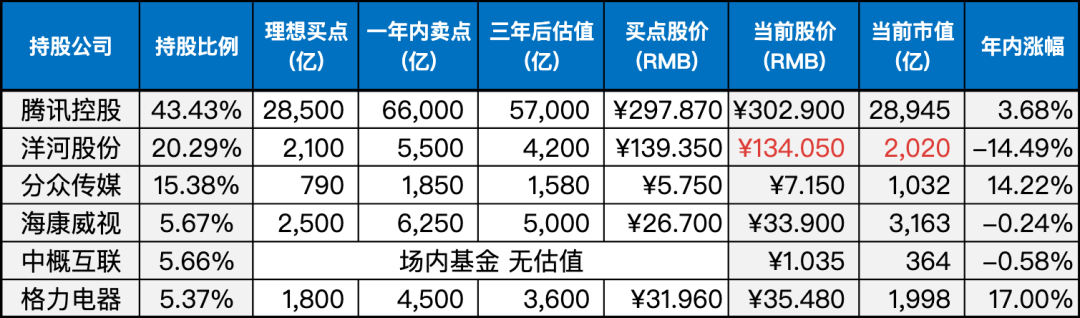 持股公司 持股比例 理想买点（亿） 一年内卖点（亿） 三年后估值（亿） 买点股价（RMB） 当前股价（RMB） 当前市值（亿） 年内涨幅
腾讯控股 43.43% 28,500 66,000 57,000 ¥297.870 ¥302.900 28,945 3.68%
洋河股份 20.29% 2,100 5,500 4,200 ¥139.350 ¥134.050 2,020 −14.49%
分众传媒 15.38% 790 1,850 1,580 ¥5.750 ¥7.150 1,032 14.22%
海康威视 5.67% 2,500 6,250 5,000 ¥26.700 ¥33.900 3,163 −0.24%
中概互联 5.66% 场内基金 无估值 ¥1.035 364 −0.58%
格力电器 5.37% 1,800 4,500 3,600 ¥31.960 ¥35.480 1,998 17.00%